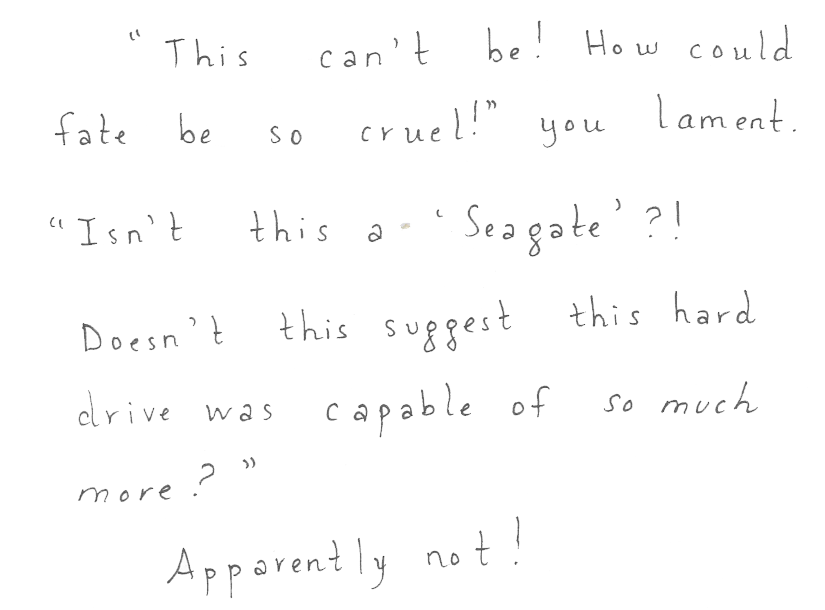 “This can't be! How could
fate be so cruel!” you lament.
“Isn't this a ‘Seagate’?!
Doesn't this suggest this hard
drive was capable of so much
more?”
Apparently not!